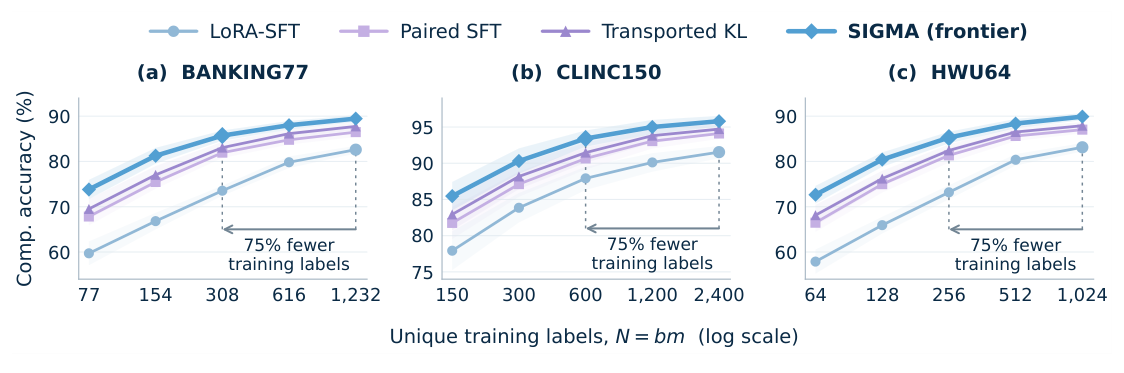 LoRA-SFT Paired SFT Transported KL SIGMA (frontier)
(a) BANKING77 (b) CLINC150 (c) HWU64
Comp. accuracy (%)
90
80
70
60
75% fewer
training labels
77 154 308 616 1,232
95
90
85
80
75
75% fewer
training labels
150 300 600 1,200 2,400
90
80
70
60
75% fewer
training labels
64 128 256 512 1,024
Unique training labels, N = bm (log scale)